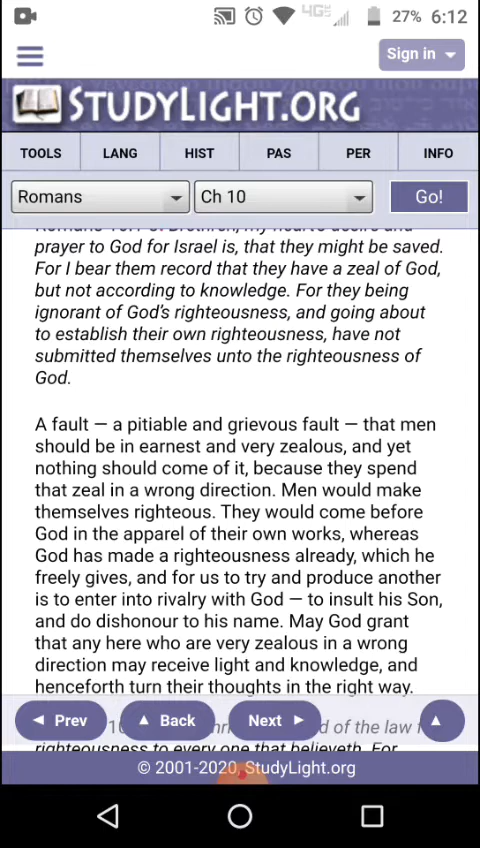 4G
27% 6:12
Sign in
STUDYLIGHT.ORG
TOOLS LANG HIST PAS PER INFO
Romans Ch 10 Go!
prayer to God for Israel is, that they might be saved.
For I bear them record that they have a zeal of God,
but not according to knowledge. For they being
ignorant of God's righteousness, and going about
to establish their own righteousness, have not
submitted themselves unto the righteousness of
God.
A fault — a pitiable and grievous fault — that men
should be in earnest and very zealous, and yet
nothing should come of it, because they spend
that zeal in a wrong direction. Men would make
themselves righteous. They would come before
God in the apparel of their own works, whereas
God has made a righteousness already, which he
freely gives, and for us to try and produce another
is to enter into rivalry with God — to insult his Son,
and do dishonour to his name. May God grant
that any here who are very zealous in a wrong
direction may receive light and knowledge, and
henceforth turn their thoughts in the right way.
Prev Back Next
d of the law f
righteousness to every one that believeth. For
© 2001-2020, StudyLight.org